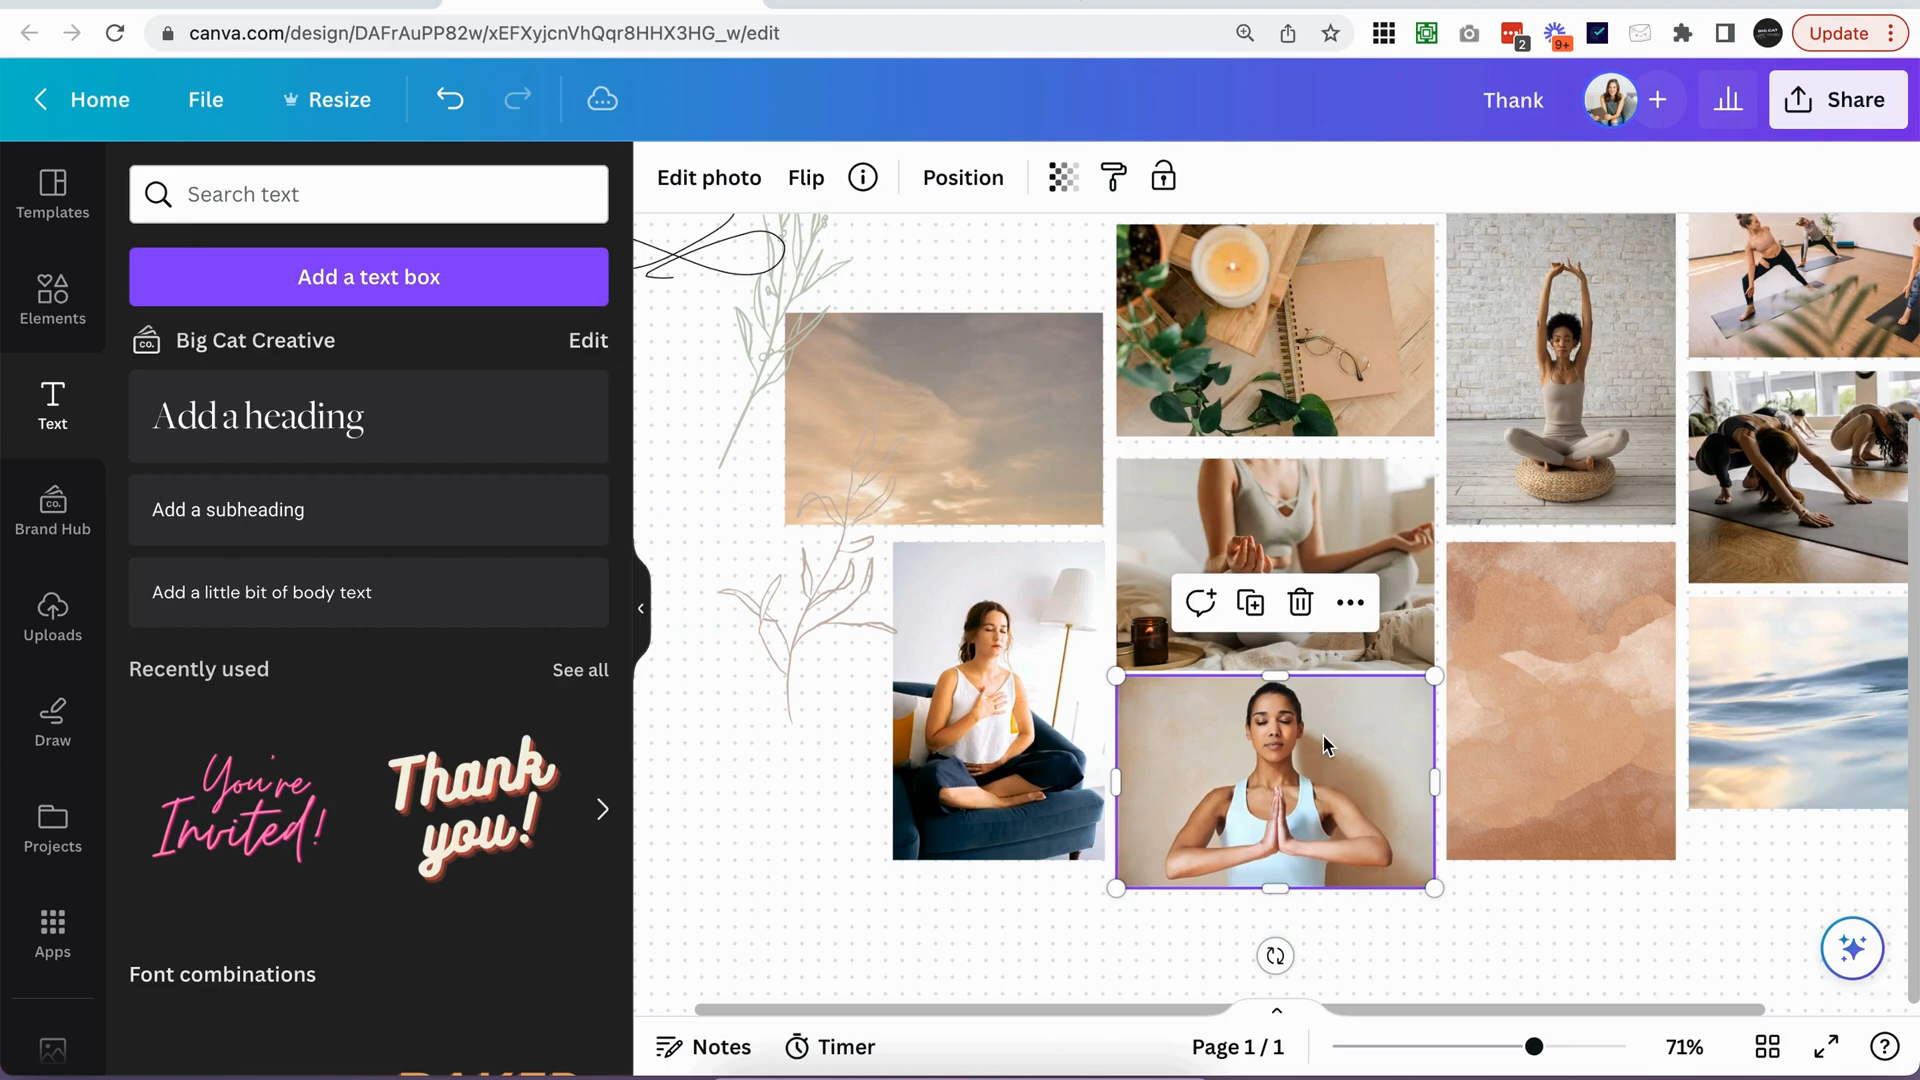 canva.com/design/DAFrAuPP82w/xEFXyjcnVhQqr8HHX3HG_w/edit
2
9+
Update
Home
File
Resize
Thank
Share
Templates
Elements
Text
Brand Hub
Uploads
Draw
Projects
Apps
Search text
Add a text box
CO.
Big Cat Creative
Edit
Add a heading
Add a subheading
Add a little bit of body text
Recently used
See all
You're
Invited!
Thank
you!
Font combinations
Edit photo
Flip
Position
Notes
Timer
Page 1 / 1
71%